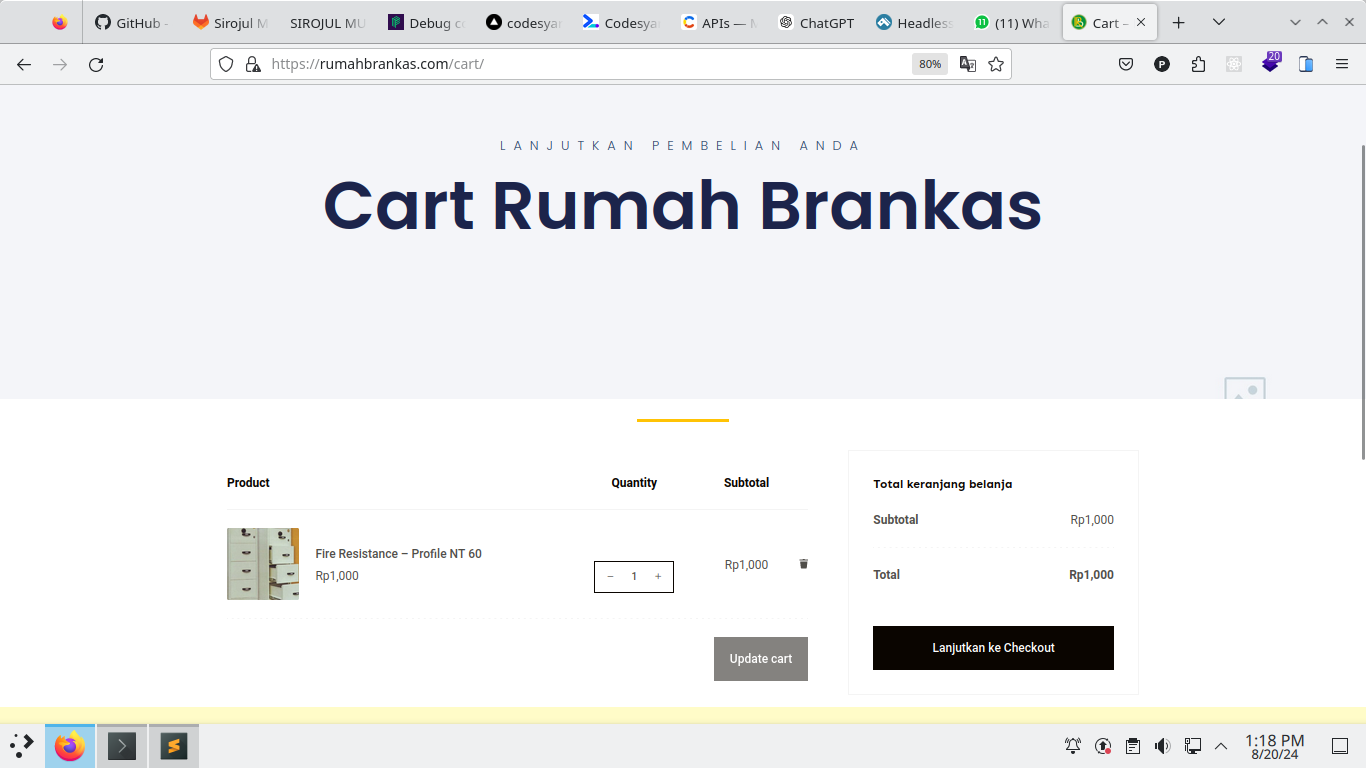 GitHub -
Sirojul M
SIROJUL MU
Debug c
codesya
Codesya
APIs — M
ChatGPT
Headless
(11) Wha
Cart –
https://rumahbrankas.com/cart/
80%
20
LANJUTKAN PEMBELIAN ANDA
Cart Rumah Brankas
Product
Quantity
Subtotal
Fire Resistance – Profile NT 60
Rp1,000
− 1 +
Rp1,000
Update cart
Total keranjang belanja
Subtotal Rp1,000
Total Rp1,000
Lanjutkan ke Checkout
1:18 PM
8/20/24